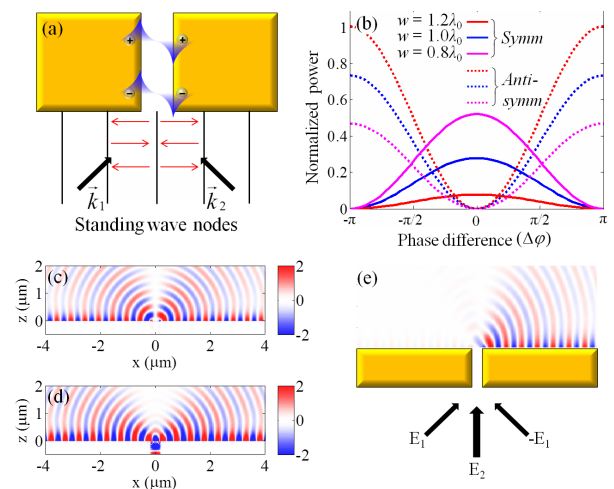 (a)
+
+
−
−
k⃗1
k⃗2
Standing wave nodes
(b)
w = 1.2λ0
w = 1.0λ0
w = 0.8λ0
Symm
Anti-
symm
Normalized power
1
0.8
0.6
0.4
0.2
0
-π
-π/2
0
π/2
π
Phase difference (Δφ)
(c)
z (μm)
2
1
0
-4
-2
0
2
4
x (μm)
2
0
-2
(d)
z (μm)
2
1
0
-4
-2
0
2
4
x (μm)
2
0
-2
(e)
E1
E2
-E1